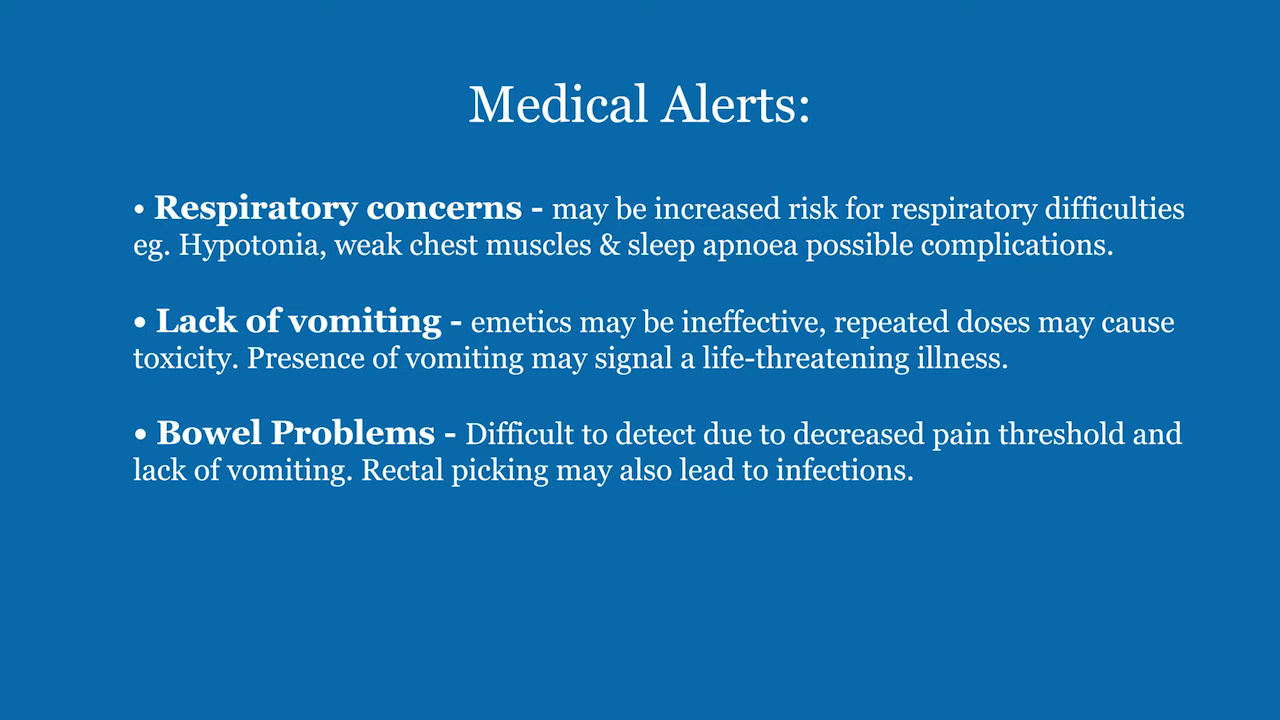 Medical Alerts:
• Respiratory concerns - may be increased risk for respiratory difficulties
eg. Hypotonia, weak chest muscles & sleep apnoea possible complications.
• Lack of vomiting - emetics may be ineffective, repeated doses may cause
toxicity. Presence of vomiting may signal a life-threatening illness.
• Bowel Problems - Difficult to detect due to decreased pain threshold and
lack of vomiting. Rectal picking may also lead to infections.